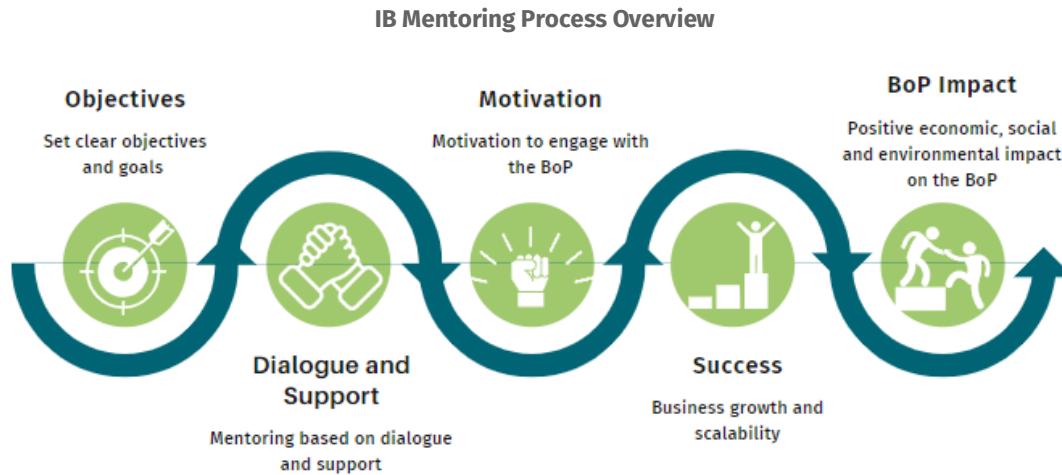 IB Mentoring Process Overview
Objectives
Set clear objectives
and goals
Dialogue and
Support
Mentoring based on dialogue
and support
Motivation
Motivation to engage with
the BoP
Success
Business growth and
scalability
BoP Impact
Positive economic, social
and environmental impact
on the BoP